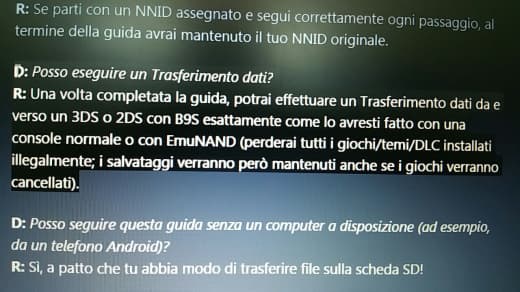 R: Se parti con un NNID assegnato e segui correttamente ogni passaggio, al
termine della guida avrai mantenuto il tuo NNID originale.
D: Posso eseguire un Trasferimento dati?
R: Una volta completata la guida, potrai effettuare un Trasferimento dati da e
verso un 3DS o 2DS con B9S esattamente come lo avresti fatto con una
console normale o con EmuNAND (perderai tutti i giochi/temi/DLC installati
illegalmente; i salvataggi verranno però mantenuti anche se i giochi verranno
cancellati).
D: Posso seguire questa guida senza un computer a disposizione (ad esempio,
da un telefono Android)?
R: Sì, a patto che tu abbia modo di trasferire file sulla scheda SD!